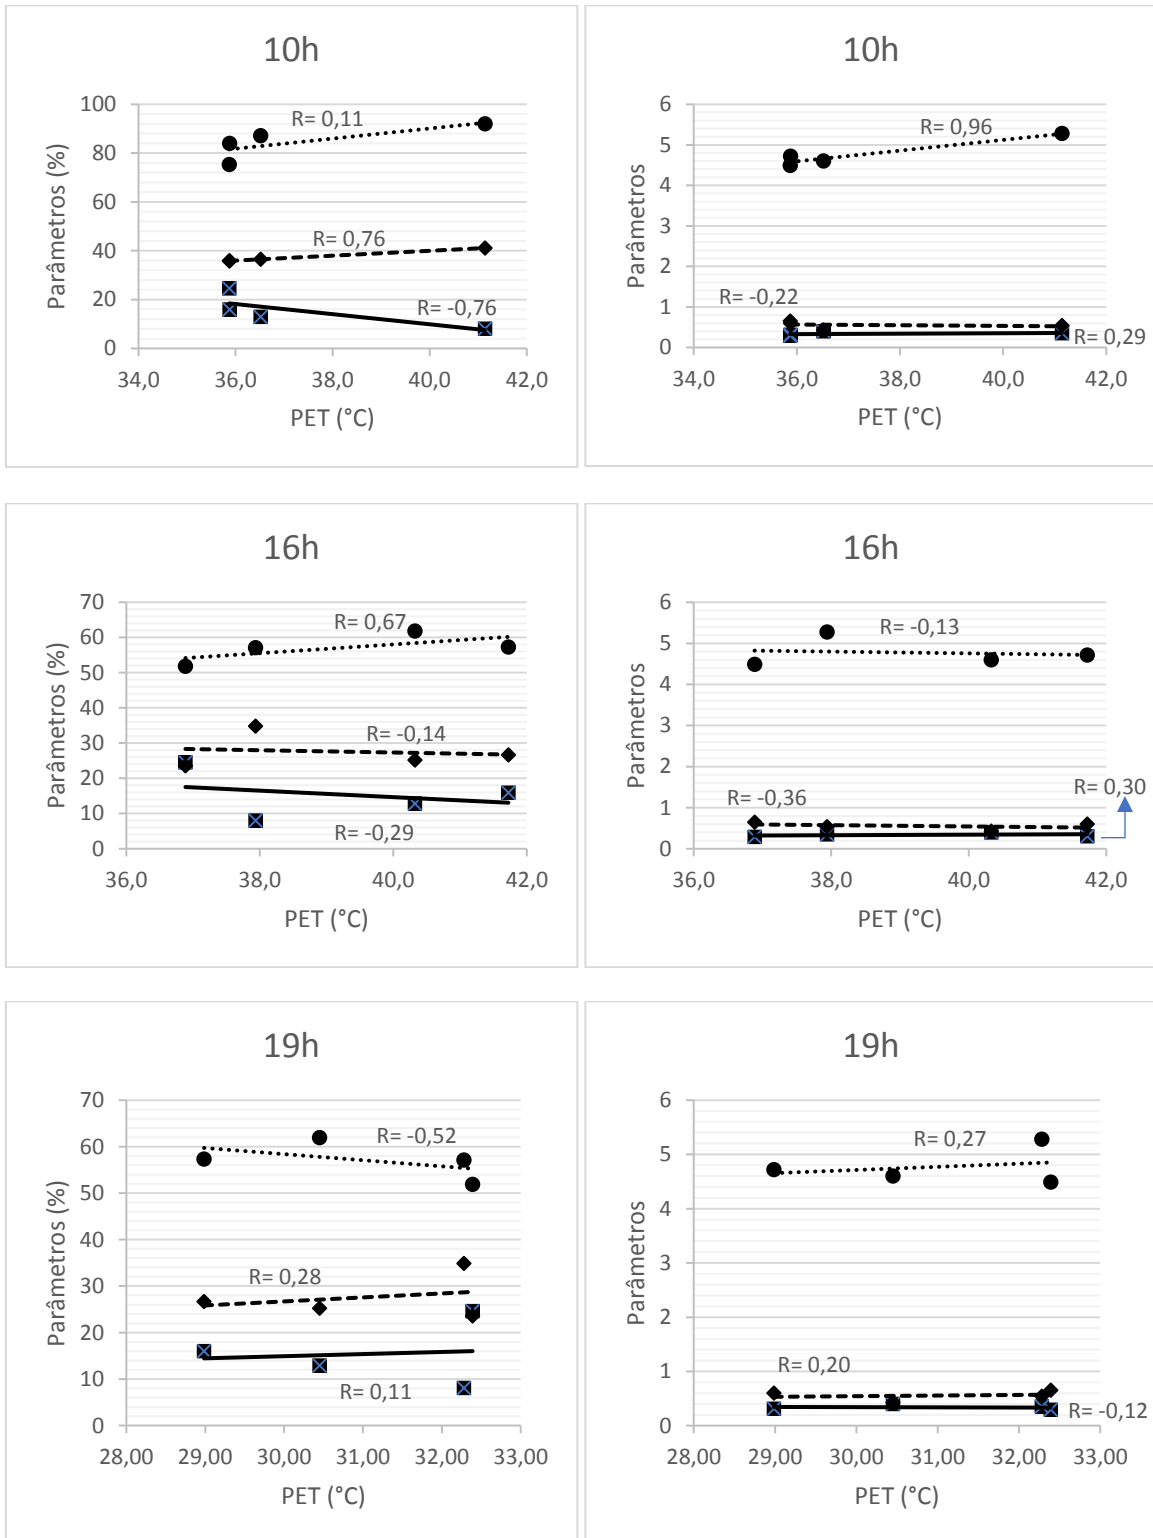 10h
Parâmetros (%)
100
80
60
40
20
0
R= 0,11
R= 0,76
R= -0,76
34,0 36,0 38,0 40,0 42,0
PET (°C)
10h
Parâmetros
6
5
4
3
2
1
0
R= 0,96
R= -0,22
R= 0,29
34,0 36,0 38,0 40,0 42,0
PET (°C)
16h
Parâmetros (%)
70
60
50
40
30
20
10
0
R= 0,67
R= -0,14
R= -0,29
36,0 38,0 40,0 42,0
PET (°C)
16h
Parâmetros
6
5
4
3
2
1
0
R= -0,13
R= -0,36
R= 0,30
36,0 38,0 40,0 42,0
PET (°C)
19h
Parâmetros (%)
70
60
50
40
30
20
10
0
R= -0,52
R= 0,28
R= 0,11
28,00 29,00 30,00 31,00 32,00 33,00
PET (°C)
19h
Parâmetros
6
5
4
3
2
1
0
R= 0,27
R= 0,20
R= -0,12
28,00 29,00 30,00 31,00 32,00 33,00
PET (°C)